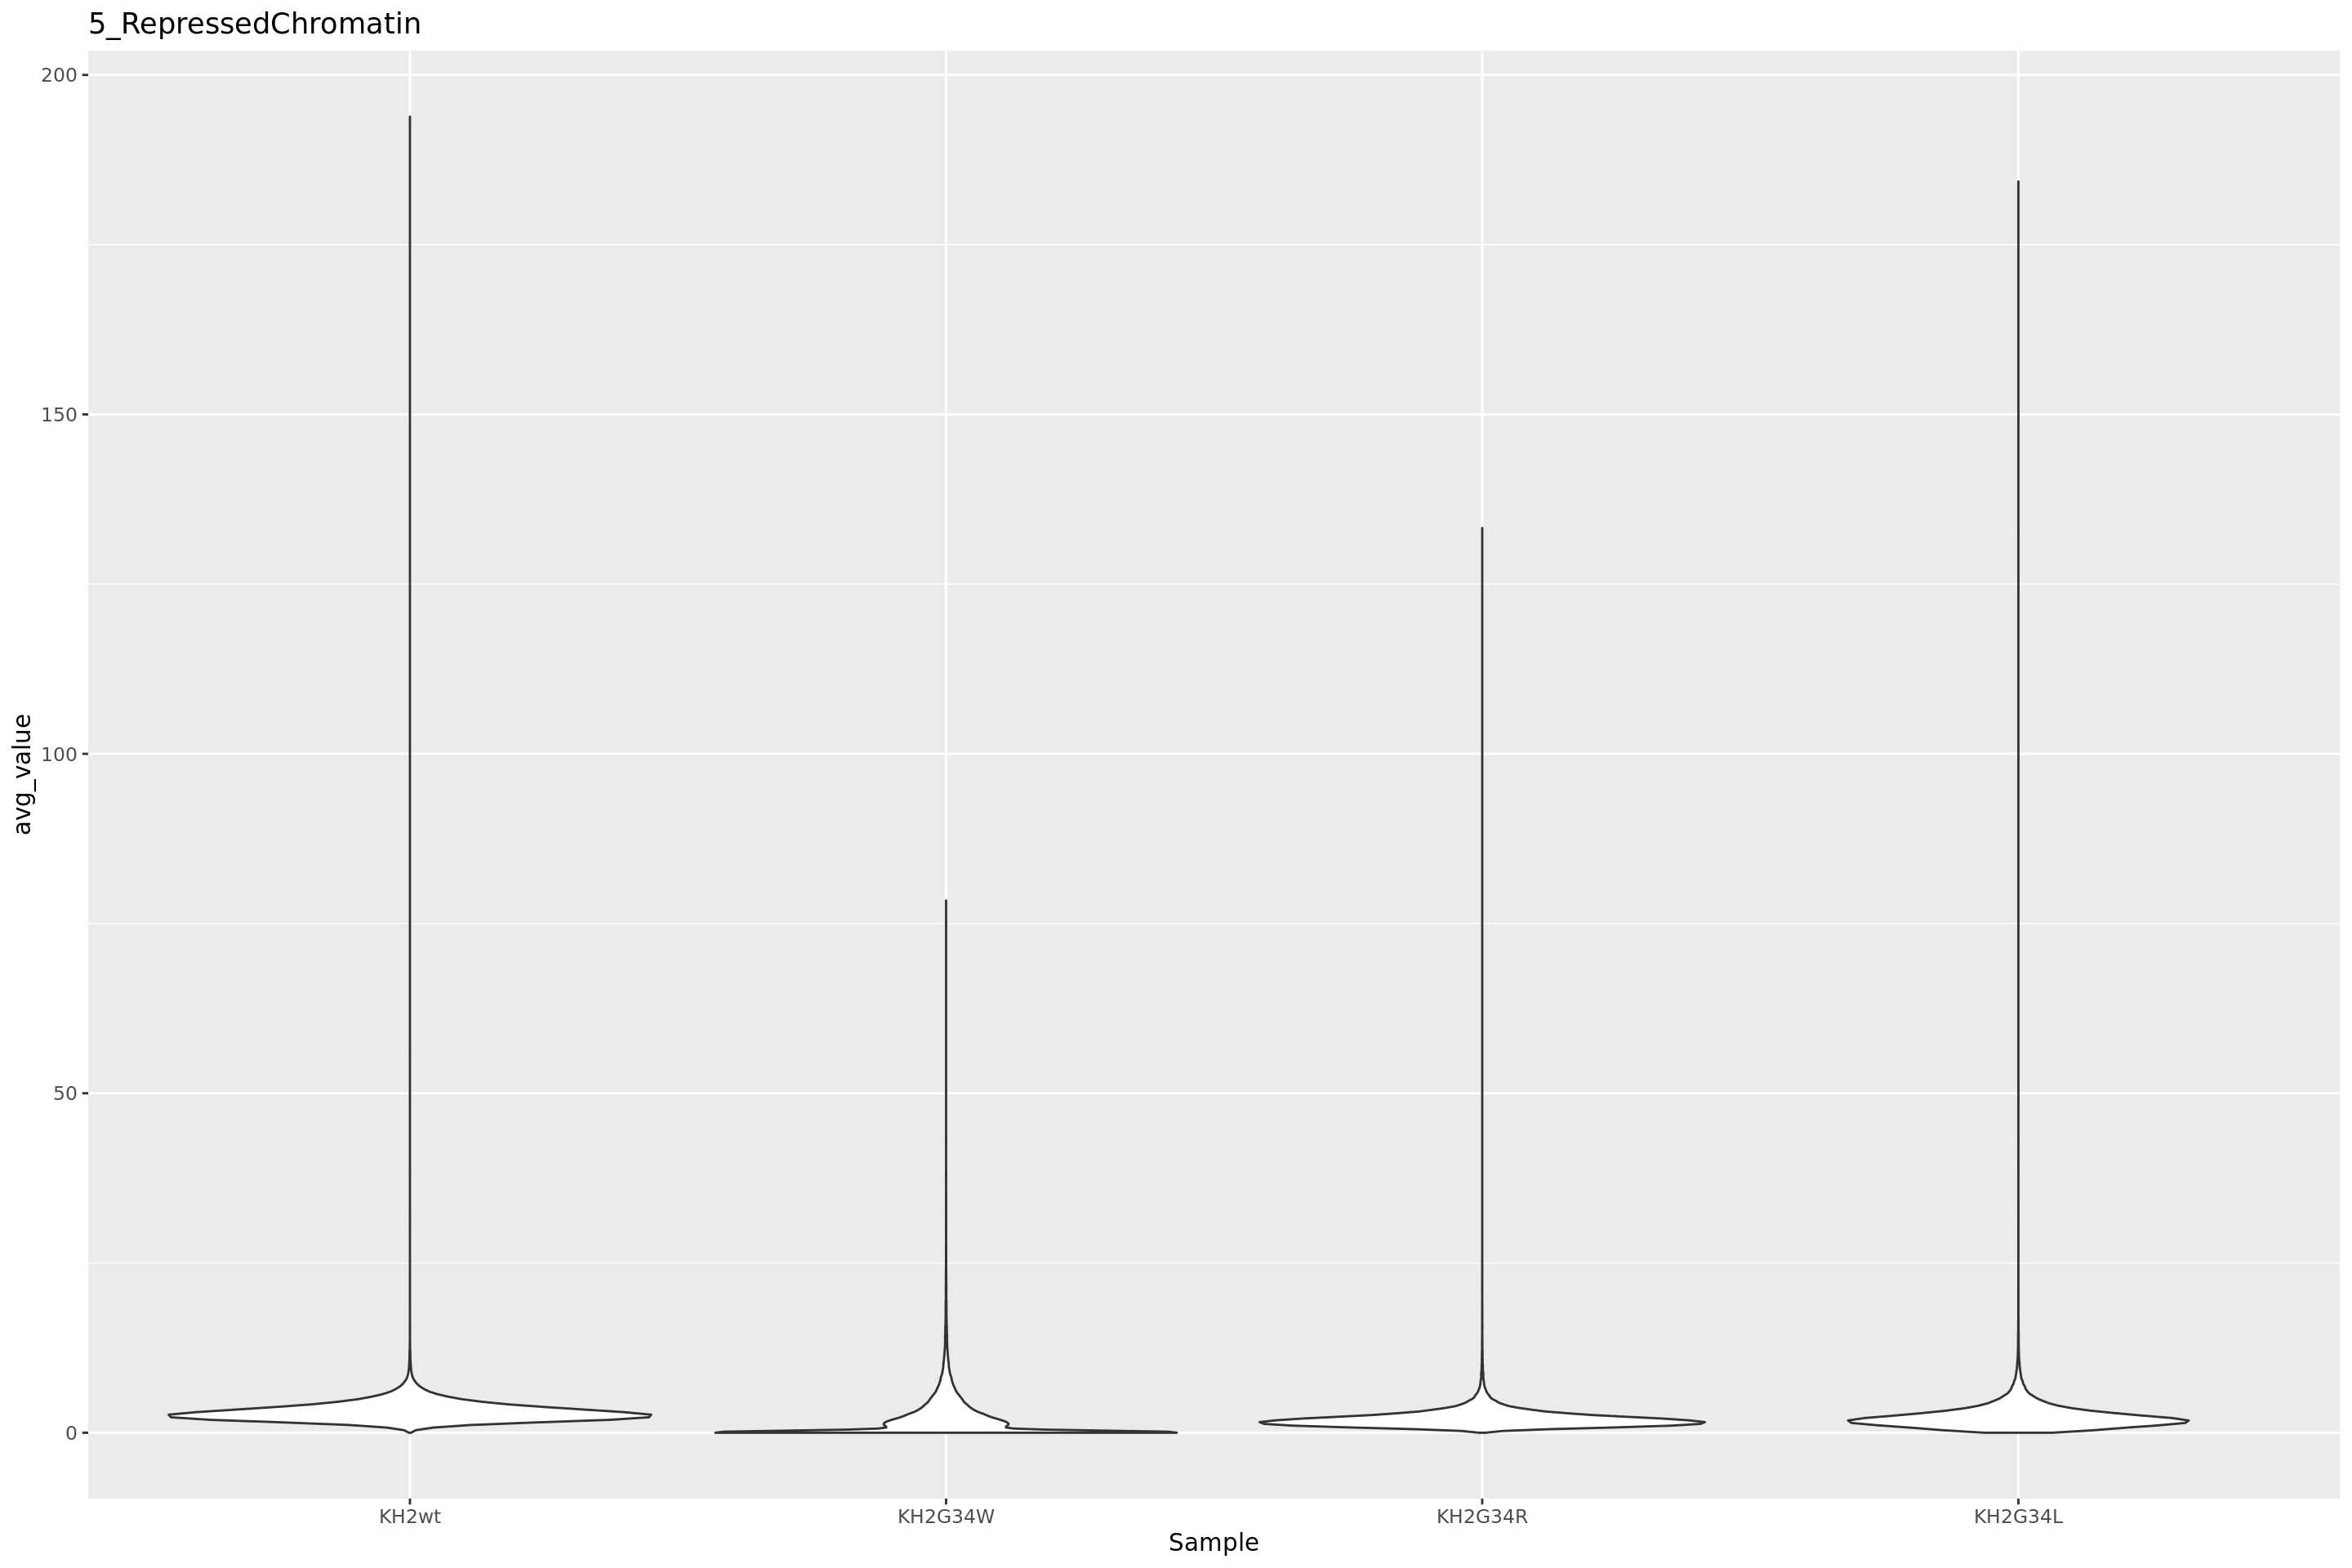 5_RepressedChromatin
200
150
100
50
0
avg_value
KH2wt
KH2G34W
KH2G34R
KH2G34L
Sample